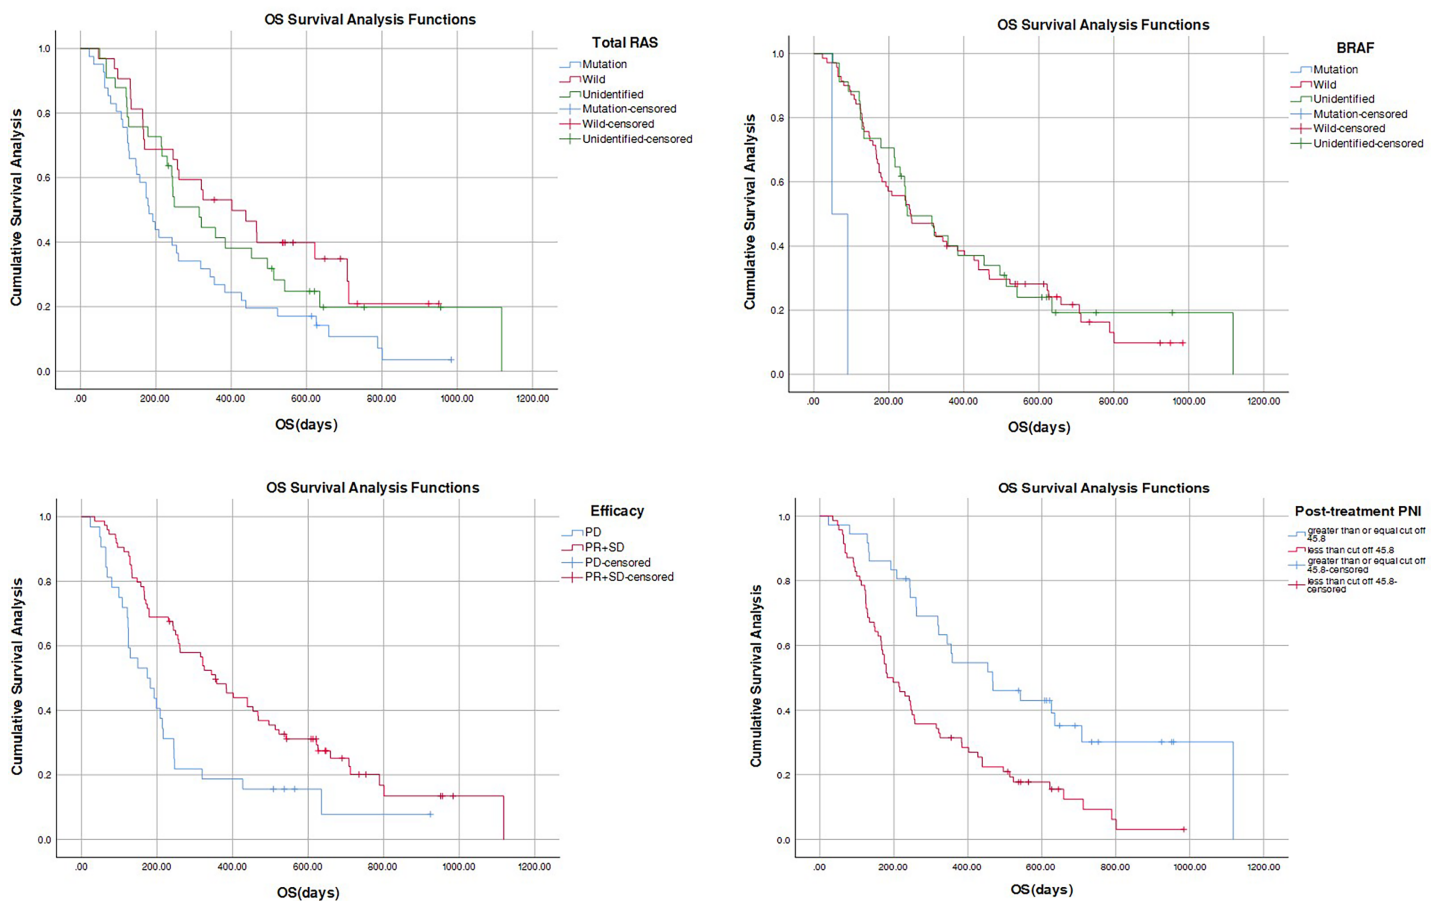 OS Survival Analysis Functions
Total RAS
Mutation
Wild
Unidentified
Mutation-censored
Wild-censored
Unidentified-censored
Cumulative Survival Analysis
1.0
0.8
0.6
0.4
0.2
0.0
.00 200.00 400.00 600.00 800.00 1000.00 1200.00
OS(days)
OS Survival Analysis Functions
BRAF
Mutation
Wild
Unidentified
Mutation-censored
Wild-censored
Unidentified-censored
Cumulative Survival Analysis
1.0
0.8
0.6
0.4
0.2
0.0
.00 200.00 400.00 600.00 800.00 1000.00 1200.00
OS(days)
OS Survival Analysis Functions
Efficacy
PD
PR+SD
PD-censored
PR+SD-censored
Cumulative Survival Analysis
1.0
0.8
0.6
0.4
0.2
0.0
.00 200.00 400.00 600.00 800.00 1000.00 1200.00
OS(days)
OS Survival Analysis Functions
Post-treatment PNI
greater than or equal cut off
45.8
less than cut off 45.8
greater than or equal cut off
45.8-censored
less than cut off 45.8-
censored
Cumulative Survival Analysis
1.0
0.8
0.6
0.4
0.2
0.0
.00 200.00 400.00 600.00 800.00 1000.00 1200.00
OS(days)